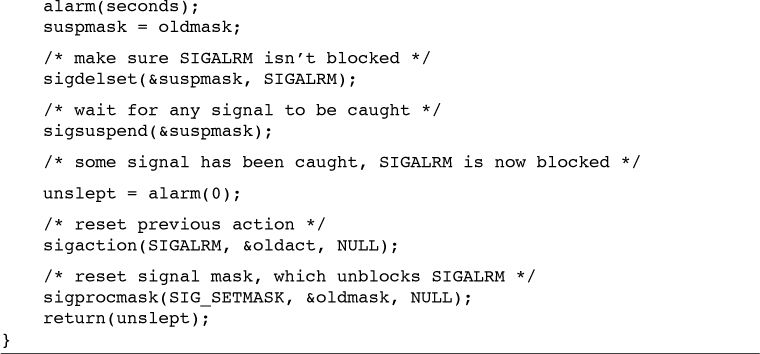 alarm(seconds);
suspmask = oldmask;
/* make sure SIGALRM isn’t blocked */
sigdelset(&suspmask, SIGALRM);
/* wait for any signal to be caught */
sigsuspend(&suspmask);
/* some signal has been caught, SIGALRM is now blocked */
unslept = alarm(0);
/* reset previous action */
sigaction(SIGALRM, &oldact, NULL);
/* reset signal mask, which unblocks SIGALRM */
sigprocmask(SIG_SETMASK, &oldmask, NULL);
return(unslept);
}